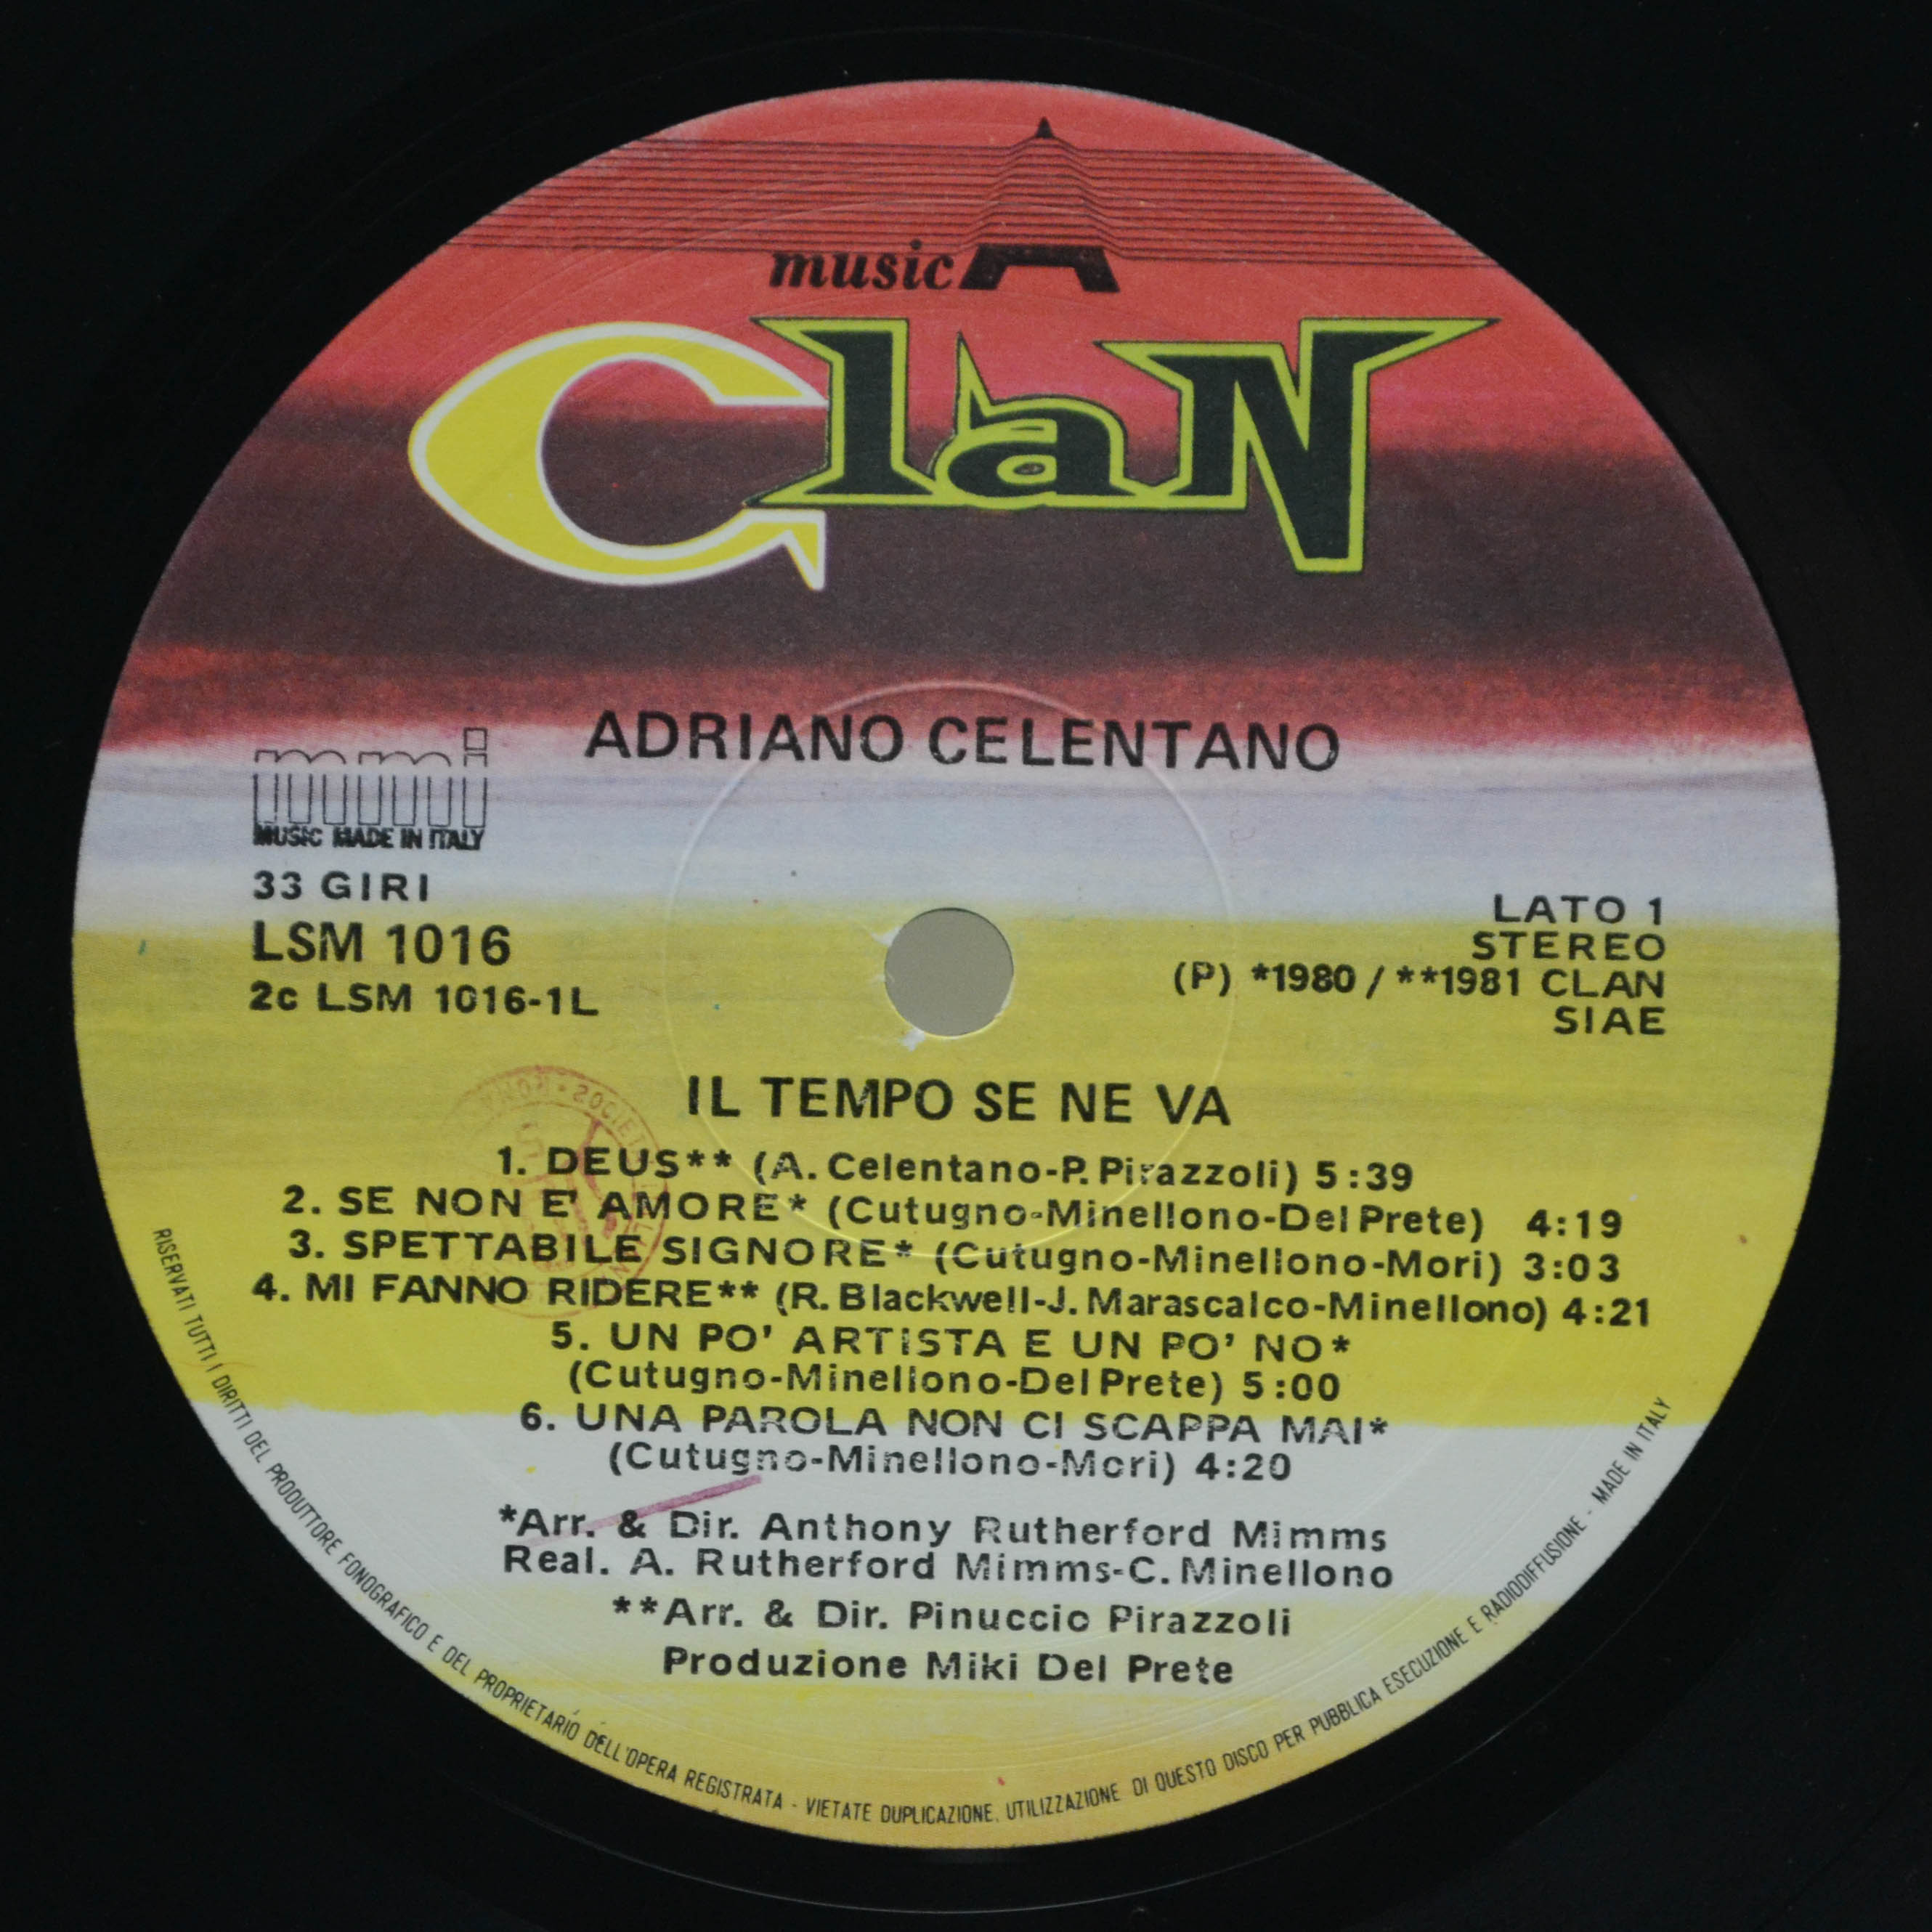 music
Clan
ADRIANO CELENTANO
mmi
MUSIC MADE IN ITALY
33 GIRI
LSM 1016
2c LSM 1016-1L
LATO 1
STEREO
(P) *1980 / **1981 CLAN
SIAE
IL TEMPO SE NE VA
1. DEUS** (A. Celentano-P. Pirazzoli) 5:39
2. SE NON E' AMORE* (Cutugno-Minellono-Del Prete) 4:19
3. SPETTABILE SIGNORE* (Cutugno-Minellono-Mori) 3:03
4. MI FANNO RIDERE** (R. Blackwell-J. Marascalco-Minellono) 4:21
5. UN PO' ARTISTA E UN PO' NO*
(Cutugno-Minellono-Del Prete) 5:00
6. UNA PAROLA NON CI SCAPPA MAI*
(Cutugno-Minellono-Mori) 4:20
*Arr. & Dir. Anthony Rutherford Mimms
Real. A. Rutherford Mimms-C. Minellono
**Arr. & Dir. Pinuccio Pirazzoli
Produzione Miki Del Prete
RISERVATI TUTTI I DIRITTI DEL PRODUTTORE FONOGRAFICO E DEL PROPRIETARIO DELL'OPERA REGISTRATA - VIETATE DUPLICAZIONE, UTILIZZAZIONE DI QUESTO DISCO PER PUBBLICA ESECUZIONE E RADIODIFFUSIONE - MADE IN ITALY